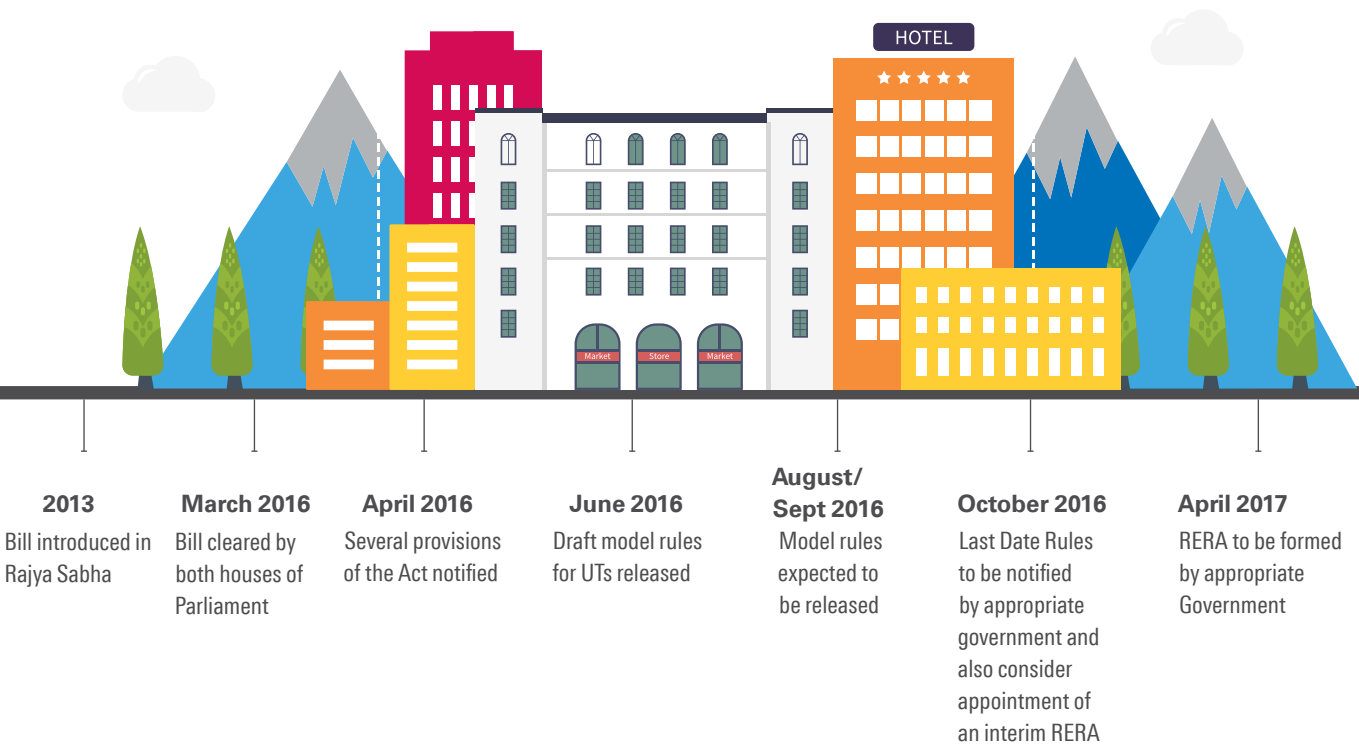 HOTEL
Market
Store
Market
2013
Bill introduced in
Rajya Sabha
March 2016
Bill cleared by
both houses of
Parliament
April 2016
Several provisions
of the Act notified
June 2016
Draft model rules
for UTs released
August/
Sept 2016
Model rules
expected to
be released
October 2016
Last Date Rules
to be notified
by appropriate
government and
also consider
appointment of
an interim RERA
April 2017
RERA to be formed
by appropriate
Government